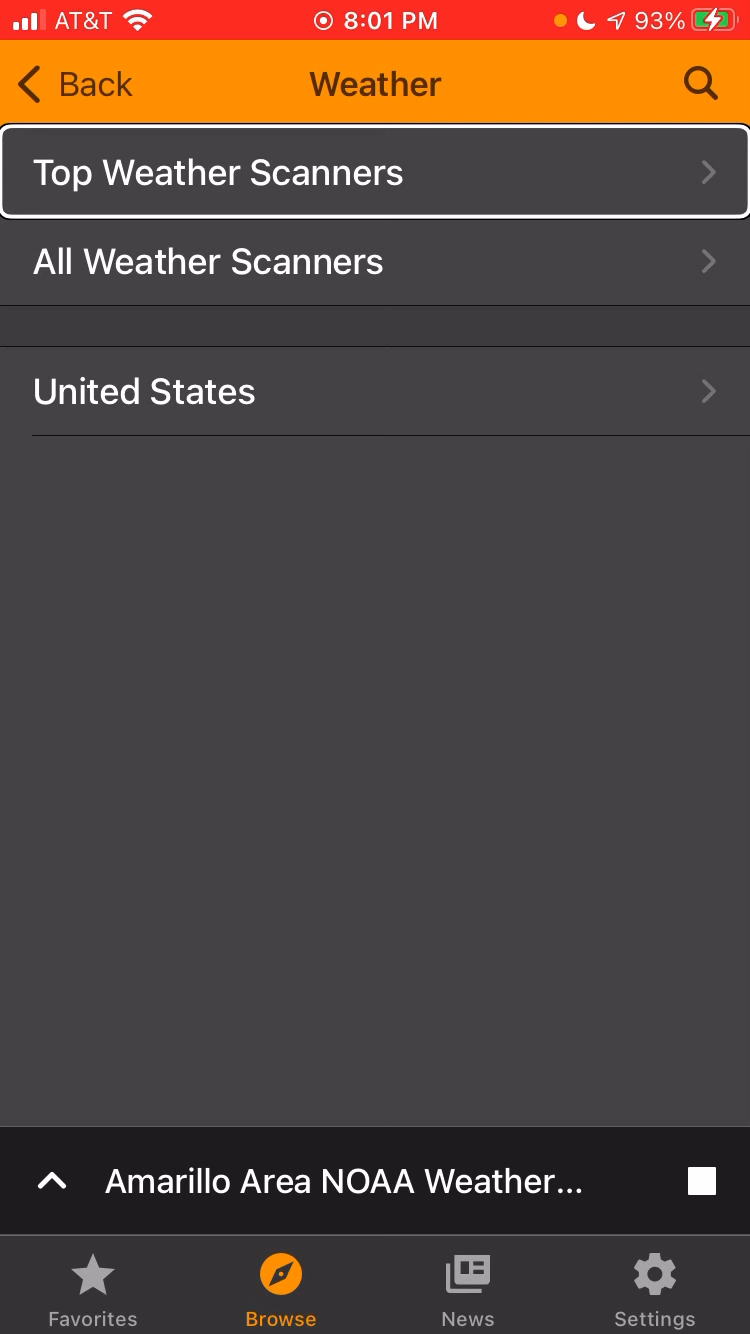 AT&T 8:01 PM 93%
Back Weather
Top Weather Scanners
All Weather Scanners
United States
Amarillo Area NOAA Weather...
Favorites Browse News Settings